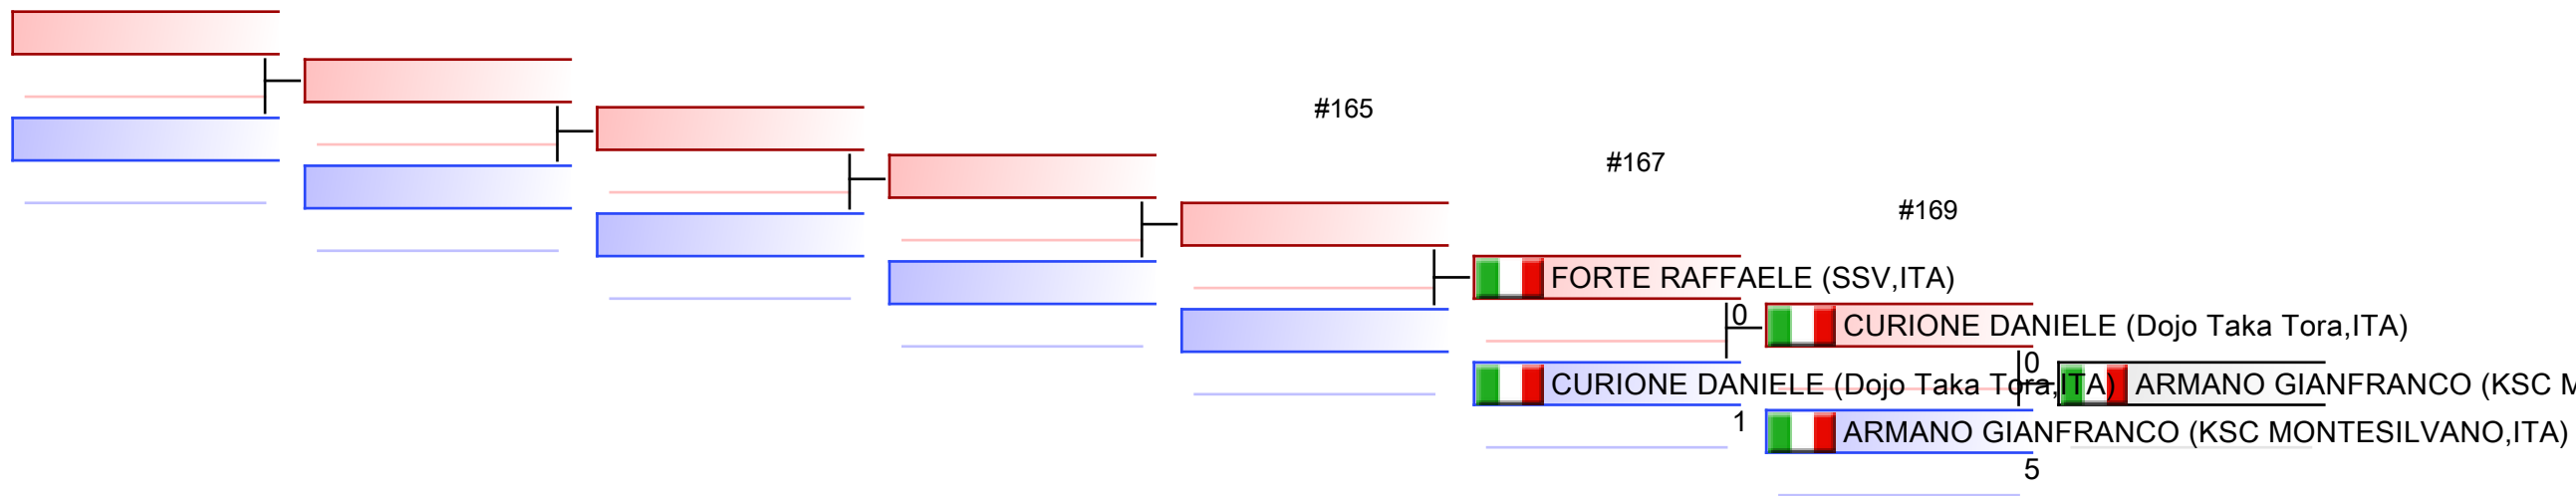 #165
#167
#169
FORTE RAFFAELE (SSV,ITA)
0
CURIONE DANIELE (Dojo Taka Tora,ITA)
0
CURIONE DANIELE (Dojo Taka Tora,ITA)
ARMANO GIANFRANCO (KSC M
1
ARMANO GIANFRANCO (KSC MONTESILVANO,ITA)
5